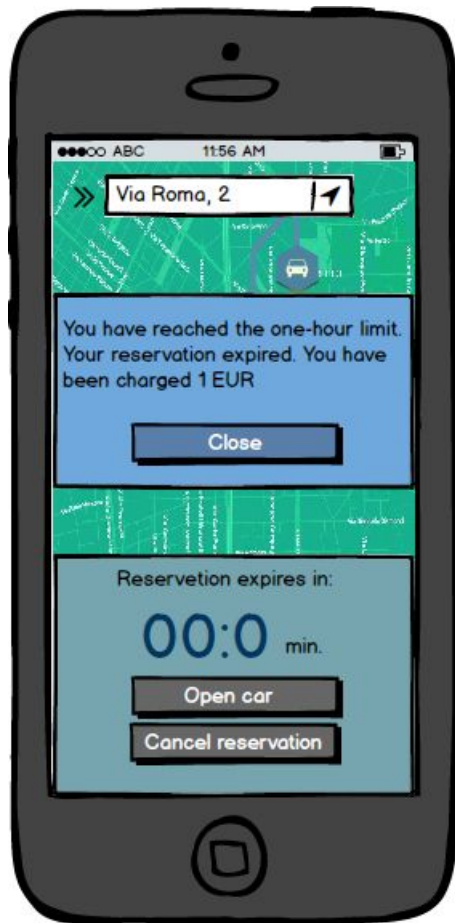 ABC 11:56 AM
Via Roma, 2
You have reached the one-hour limit.
Your reservation expired. You have
been charged 1 EUR
Close
Reservetion expires in:
00:0 min.
Open car
Cancel reservation